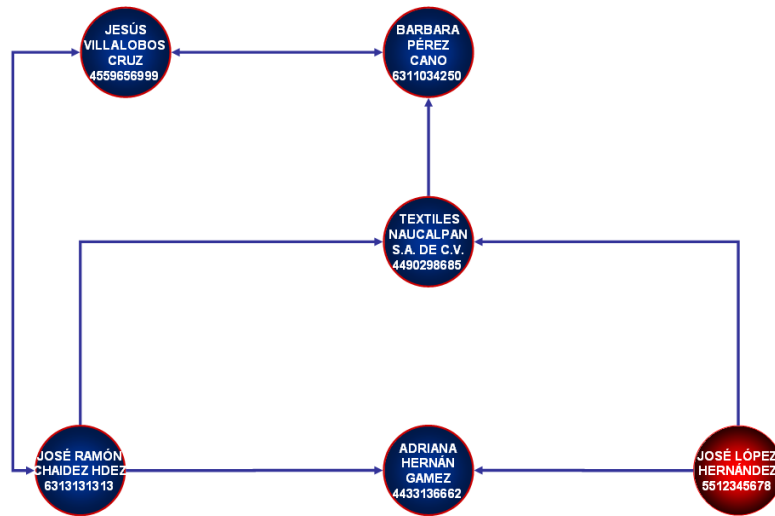 JESÚS
VILLALOBOS
CRUZ
4559656999
BARBARA
PÉREZ
CANO
6311034250
TEXTILES
NAUCALPAN
S.A. DE C.V.
4490298685
JOSÉ RAMÓN
CHAIDEZ HDEZ
6313131313
ADRIANA
HERNÁN
GAMEZ
4433136662
JOSÉ LÓPEZ
HERNÁNDEZ
5512345678